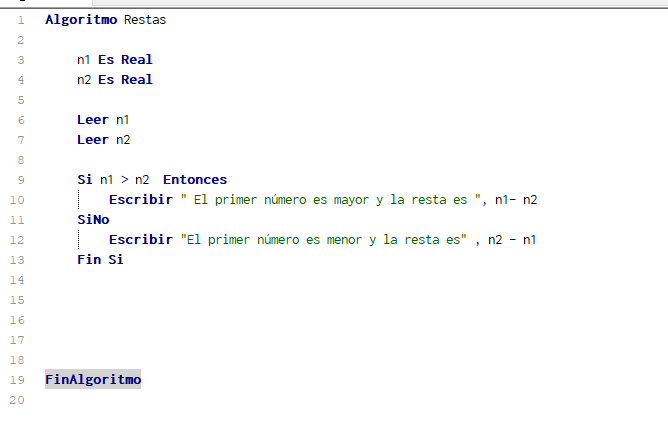 1 Algoritmo Restas
2
3 n1 Es Real
4 n2 Es Real
5
6 Leer n1
7 Leer n2
8
9 Si n1 > n2 Entonces
10 Escribir " El primer número es mayor y la resta es ", n1- n2
11 SiNo
12 Escribir "El primer número es menor y la resta es" , n2 - n1
13 Fin Si
14
15
16
17
18
19 FinAlgoritmo
20